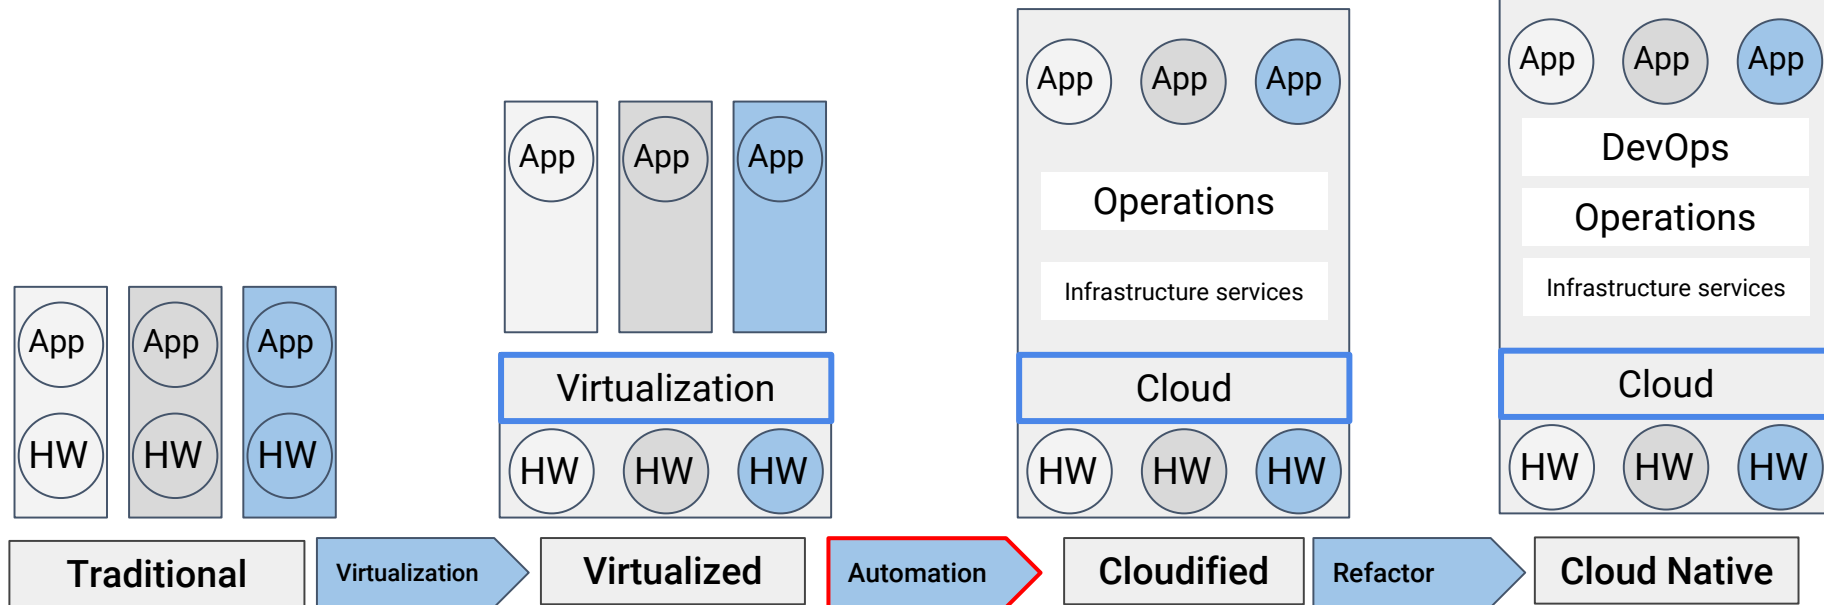 App App App
HW HW HW
Traditional
Virtualization
App App App
Virtualization
HW HW HW
Virtualized
Automation
App App App
Operations
Infrastructure services
Cloud
HW HW HW
Cloudified
Refactor
App App App
DevOps
Operations
Infrastructure services
Cloud
HW HW HW
Cloud Native